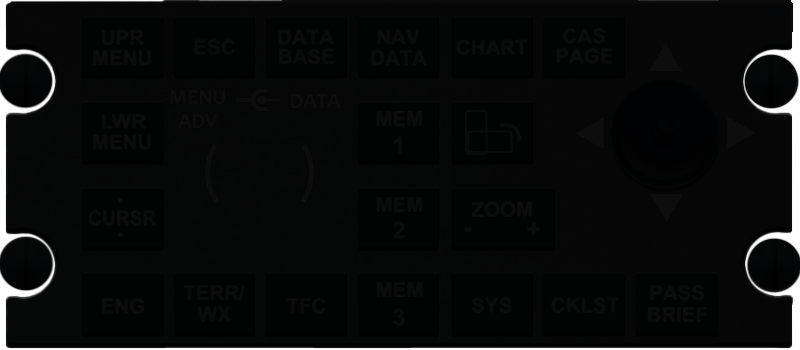 UPR
MENU
ESC
DATA
BASE
NAV
DATA
CHART
CAS
PAGE
MENU
ADV
DATA
LWR
MENU
MEM
1
CURSR
MEM
2
ZOOM
- +
ENG
TERR/
WX
TFC
MEM
3
SYS
CKLST
PASS
BRIEF